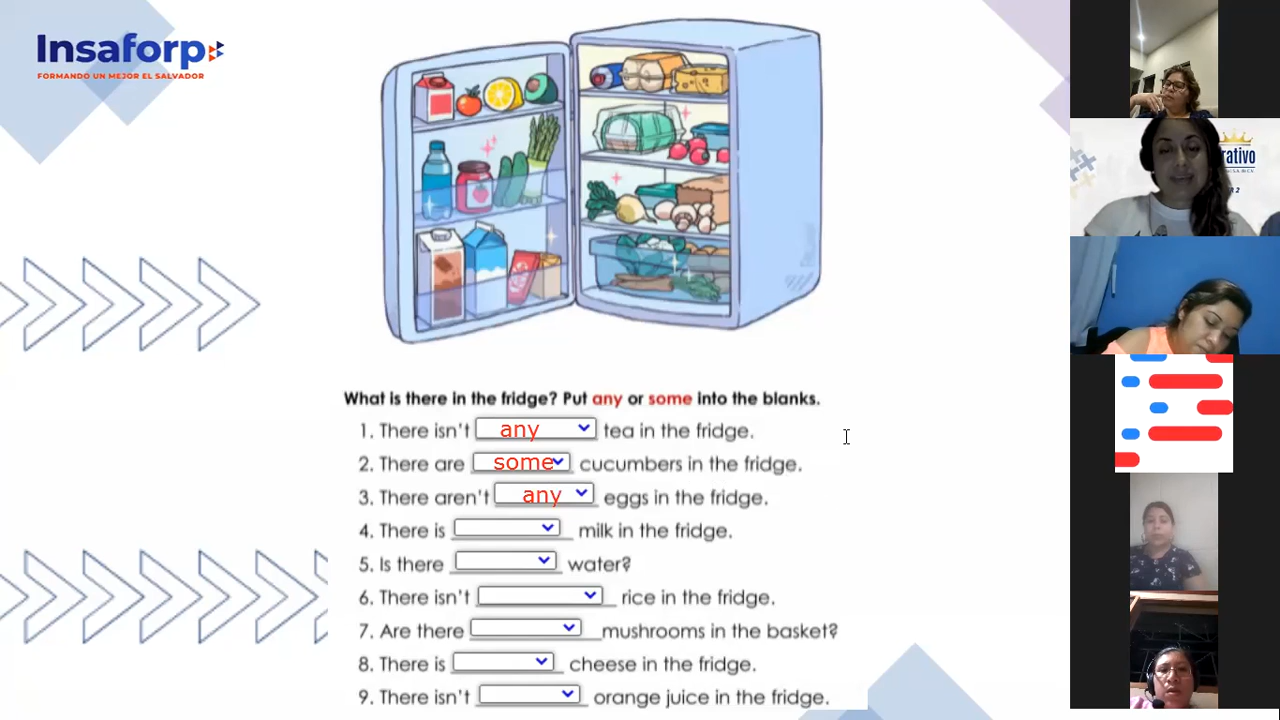 Insaforp
FORMANDO UN MEJOR EL SALVADOR
What is there in the fridge? Put any or some into the blanks.
1. There isn't any tea in the fridge.
2. There are some cucumbers in the fridge.
3. There aren't any eggs in the fridge.
4. There is milk in the fridge.
5. Is there water?
6. There isn't rice in the fridge.
7. Are there mushrooms in the basket?
8. There is cheese in the fridge.
9. There isn't orange juice in the fridge.
rativo